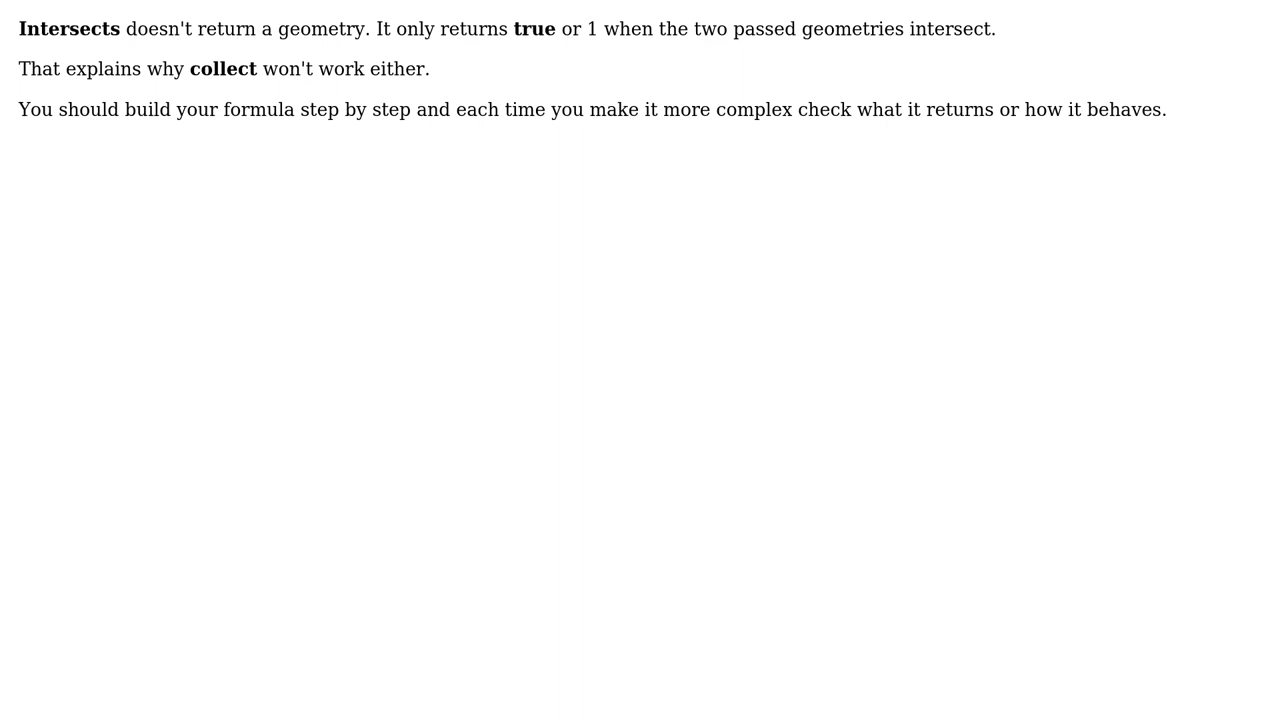 Intersects doesn't return a geometry. It only returns true or 1 when the two passed geometries intersect.
That explains why collect won't work either.
You should build your formula step by step and each time you make it more complex check what it returns or how it behaves.